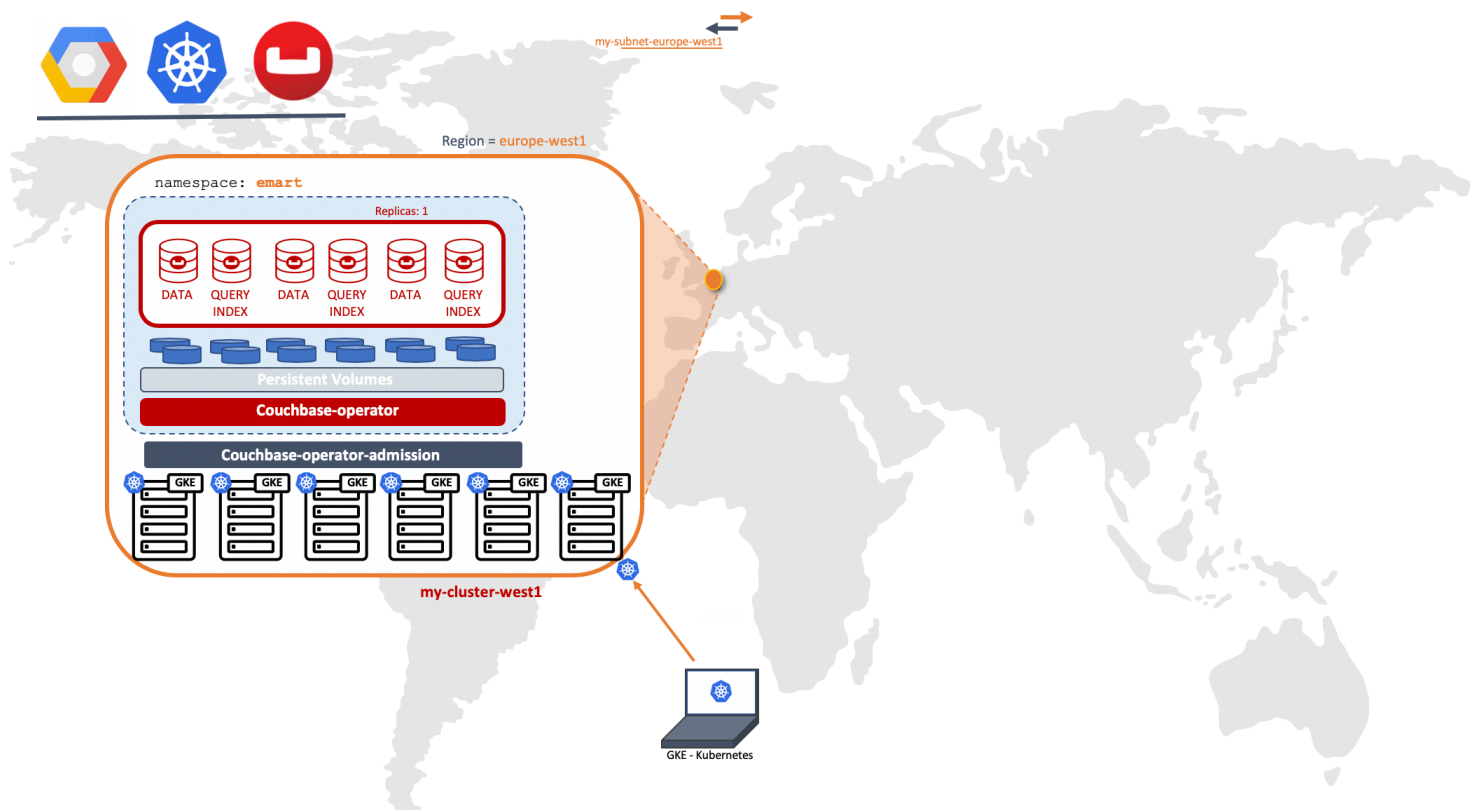 my-subnet-europe-west1
Region = europe-west1
namespace: emart
Replicas: 1
DATA
QUERY
INDEX
DATA
QUERY
INDEX
DATA
QUERY
INDEX
Persistent Volumes
Couchbase-operator
Couchbase-operator-admission
GKE
GKE
GKE
GKE
GKE
GKE
my-cluster-west1
GKE - Kubernetes